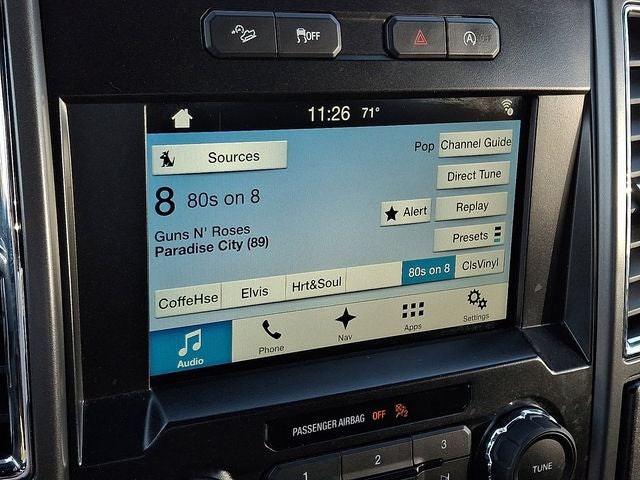 OFF
A OFF
11:26 71°
Sources
Pop Channel Guide
Direct Tune
8 80s on 8
Alert
Replay
Guns N' Roses
Paradise City (89)
Presets
CoffeHse Elvis Hrt&Soul 80s on 8 ClsVinyl
Audio Phone Nav Apps Settings
PASSENGER AIRBAG OFF
1 2 3
TUNE